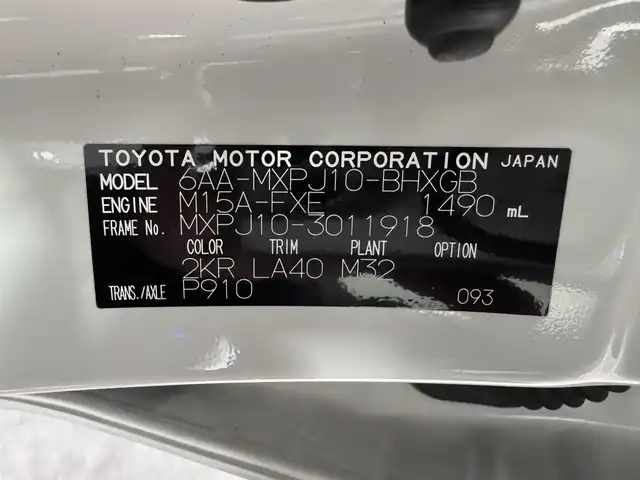 TOYOTA MOTOR CORPORATION JAPAN
MODEL 6AA-MXPJ10-BHXGB
ENGINE M15A-FXE 1490 mL
FRAME No. MXPJ10-3011918
COLOR TRIM PLANT OPTION
2KR LA40 M32
TRANS./AXLE P910 093